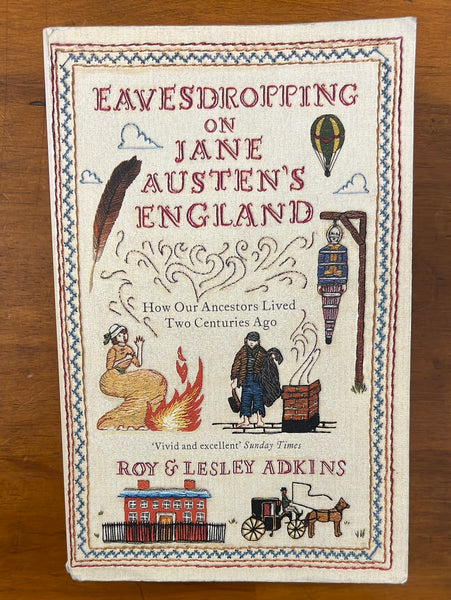 EAVESDROPPING
ON
JANE
AUSTEN'S
ENGLAND
How Our Ancestors Lived
Two Centuries Ago
'Vivid and excellent' Sunday Times
ROY & LESLEY ADKINS